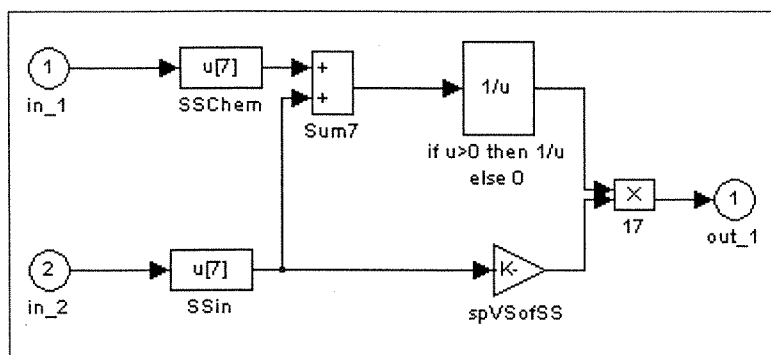 1
in_1
u[7]
SSChem
+
+
Sum7
1/u
if u>0 then 1/u
else 0
×
17
1
out_1
2
in_2
u[7]
SSin
K-
spVSofSS